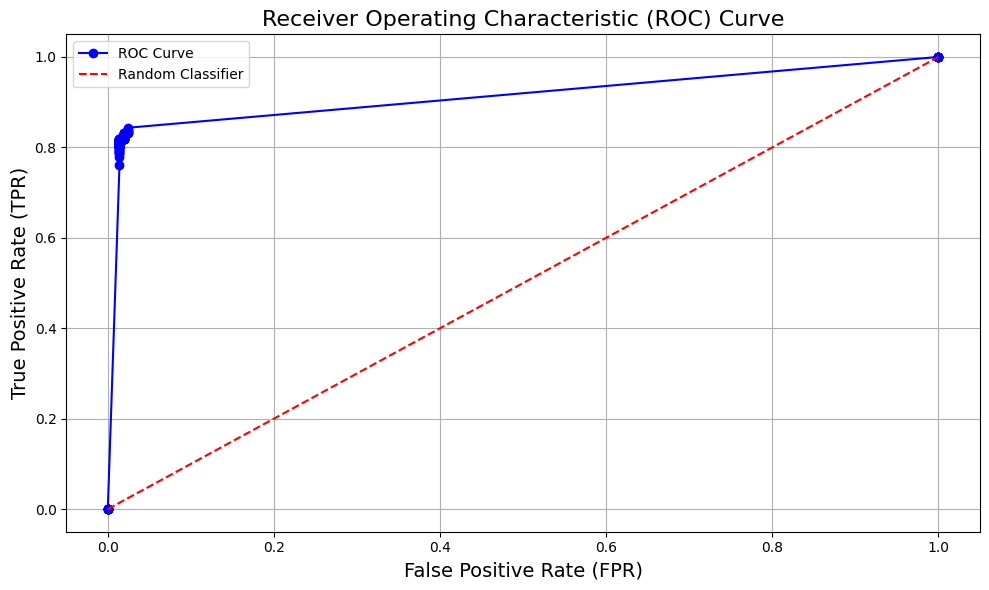 Receiver Operating Characteristic (ROC) Curve
ROC Curve
Random Classifier
True Positive Rate (TPR)
1.0
0.8
0.6
0.4
0.2
0.0
0.0 0.2 0.4 0.6 0.8 1.0
False Positive Rate (FPR)